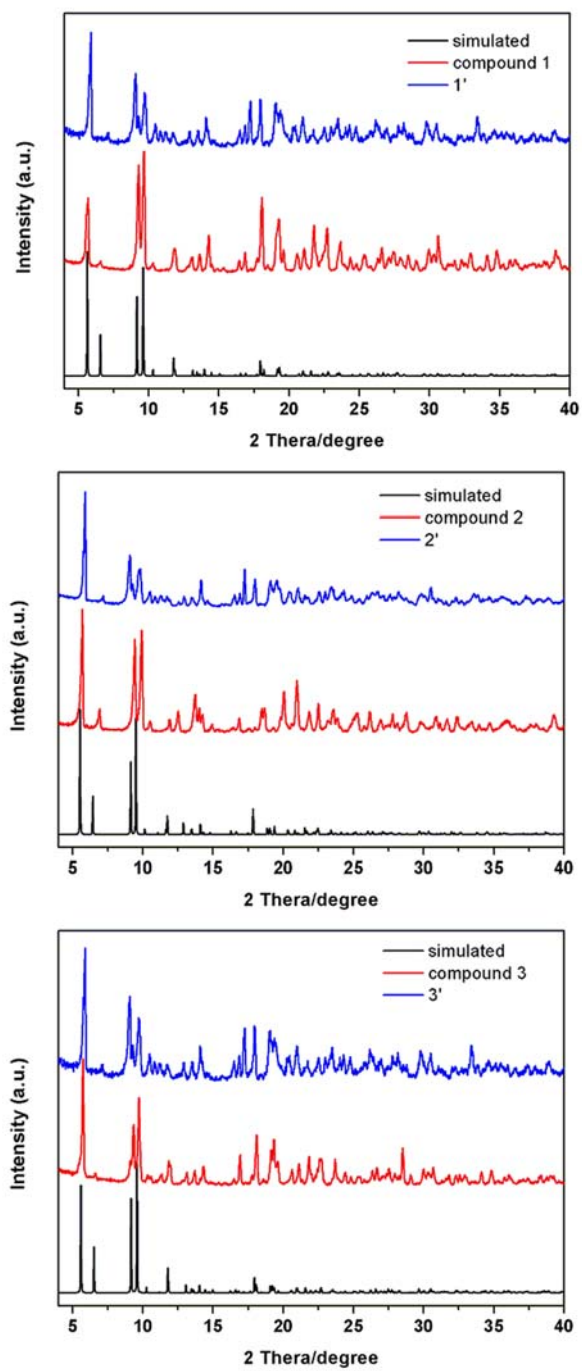 simulated
compound 1
1'
Intensity (a.u.)
5 10 15 20 25 30 35 40
2 Thera/degree
simulated
compound 2
2'
Intensity (a.u.)
5 10 15 20 25 30 35 40
2 Thera/degree
simulated
compound 3
3'
Intensity (a.u.)
5 10 15 20 25 30 35 40
2 Thera/degree